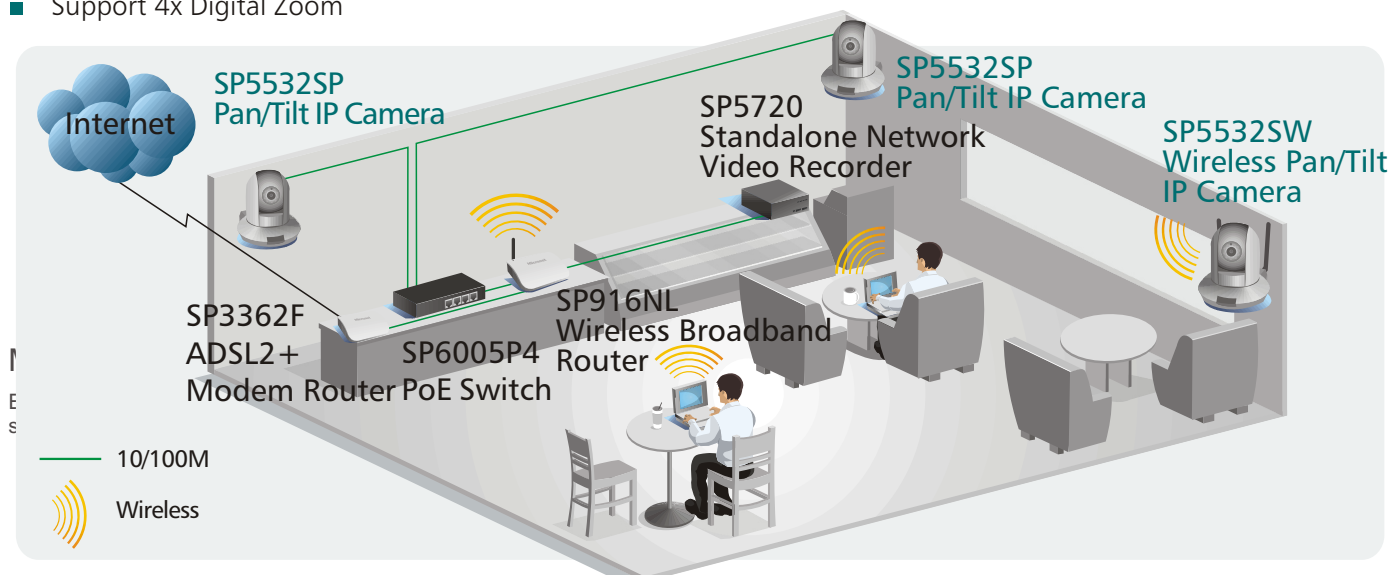 Support 4x Digital Zoom
Internet
SP5532SP
Pan/Tilt IP Camera
SP5532SP
Pan/Tilt IP Camera
SP5720
Standalone Network
Video Recorder
SP5532SW
Wireless Pan/Tilt
IP Camera
SP3362F
ADSL2+
Modem Router
SP6005P4
PoE Switch
SP916NL
Wireless Broadband
Router
10/100M
Wireless